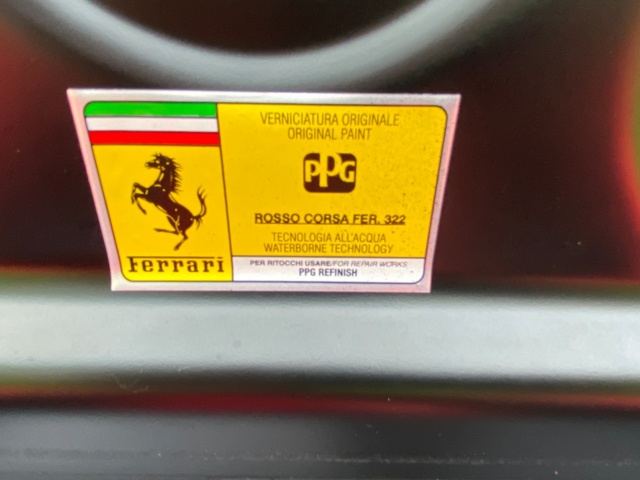 VERNICIATURA ORIGINALE
ORIGINAL PAINT
PPG
ROSSO CORSA FER. 322
TECNOLOGIA ALL'ACQUA
WATERBORNE TECHNOLOGY
Ferrari
PER RITOCCHI USARE/FOR REPAIR WORKS
PPG REFINISH